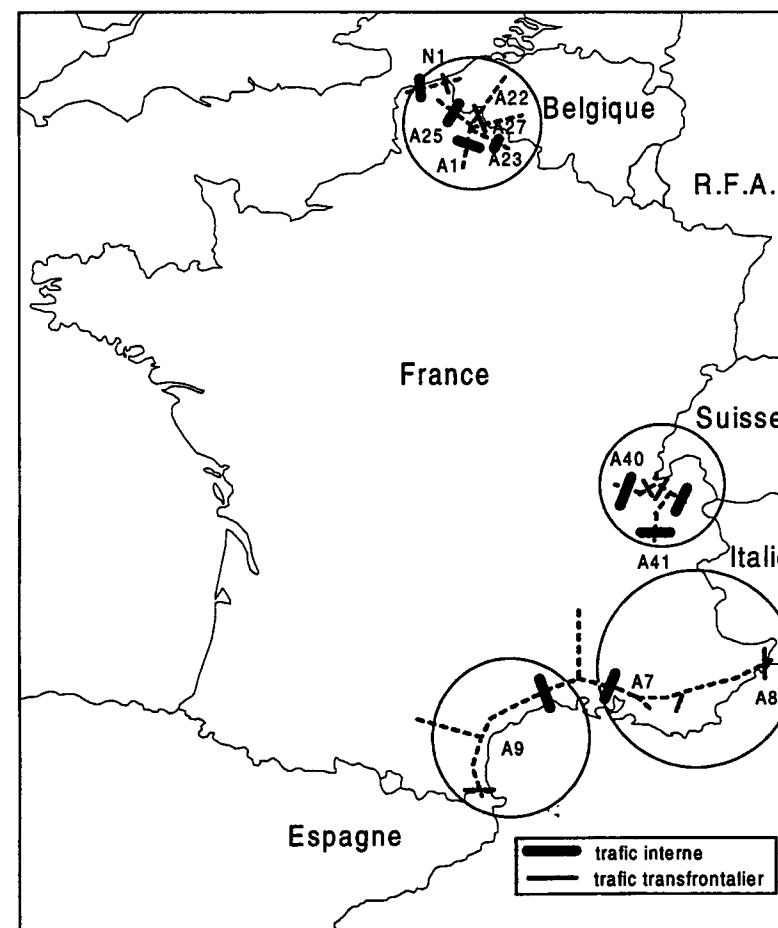 N1
A22
Belgique
A25
A27
A23
A1
R.F.A.
France
Suisse
A40
A41
Italie
A7
A8
A9
Espagne
trafic interne
trafic transfrontalier